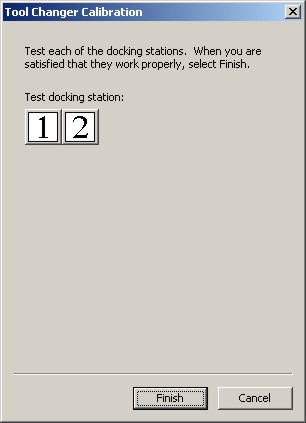 Tool Changer Calibration
Test each of the docking stations.  When you are
satisfied that they work properly, select Finish.
Test docking station:
1 2
Finish Cancel